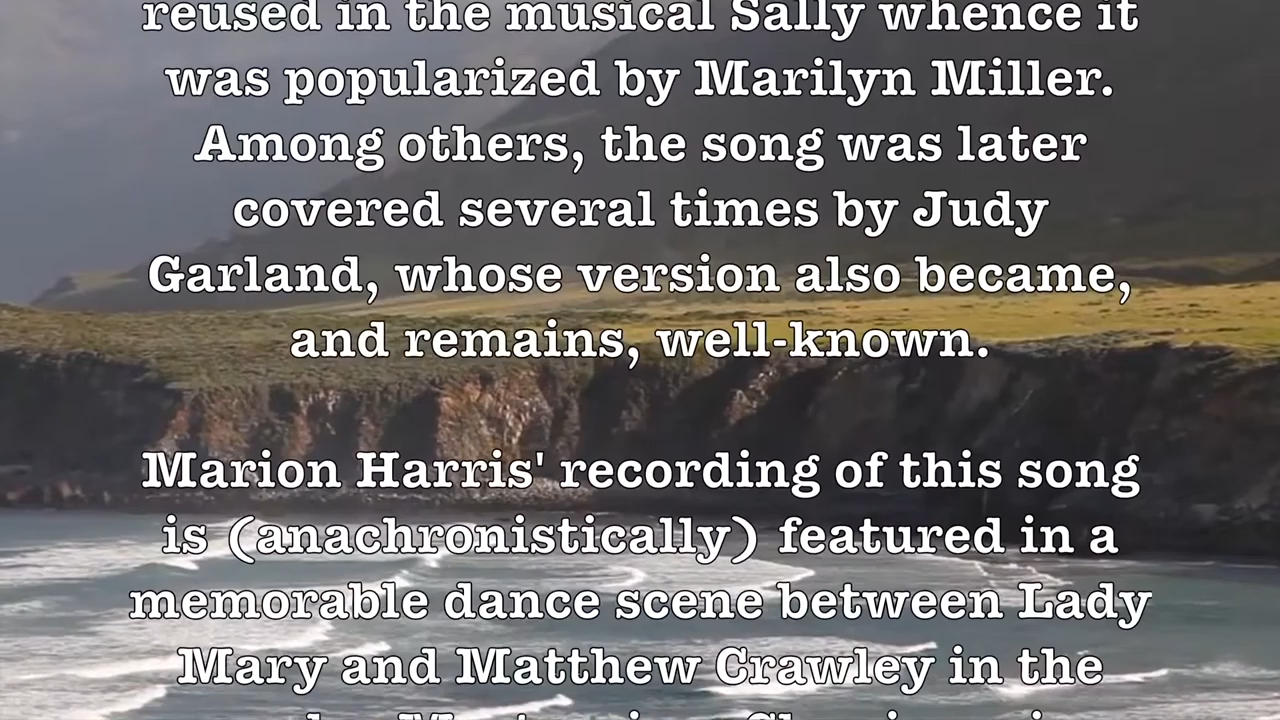 reused in the musical Sally whence it
was popularized by Marilyn Miller.
Among others, the song was later
covered several times by Judy
Garland, whose version also became,
and remains, well-known.
Marion Harris' recording of this song
is (anachronistically) featured in a
memorable dance scene between Lady
Mary and Matthew Crawley in the